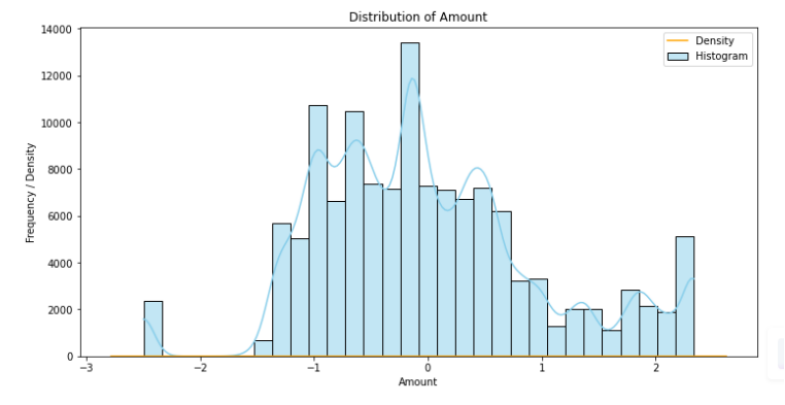 Distribution of Amount
Density
Histogram
14000
12000
10000
8000
6000
4000
2000
0
Frequency / Density
−3
−2
−1
0
1
2
Amount